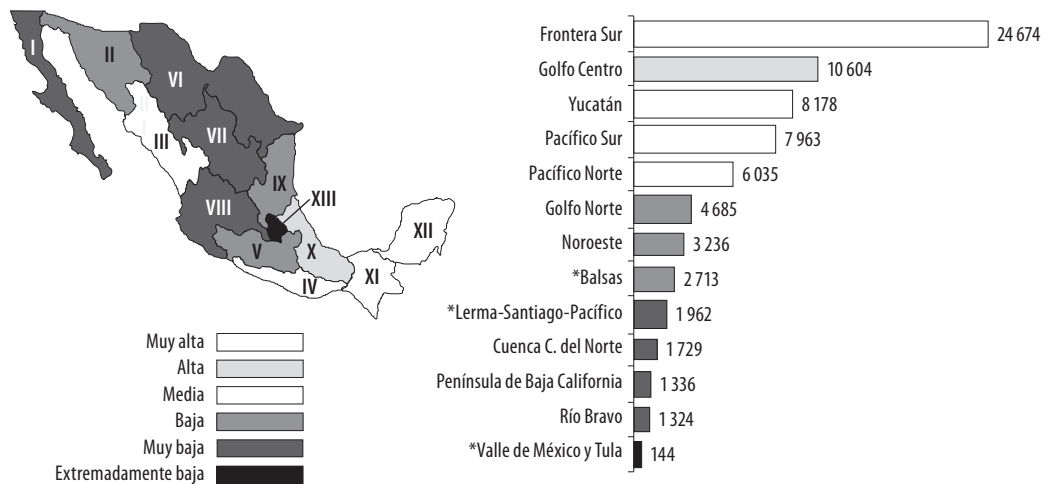 I
II
VI
III
VII
IX
XIII
VIII
XII
V
X
XI
IV
Muy alta
Alta
Media
Baja
Muy baja
Extremadamente baja
Frontera Sur 24 674
Golfo Centro 10 604
Yucatán 8 178
Pacífico Sur 7 963
Pacífico Norte 6 035
Golfo Norte 4 685
Noroeste 3 236
*Balsas 2 713
*Lerma-Santiago-Pacífico 1 962
Cuenca C. del Norte 1 729
Península de Baja California 1 336
Río Bravo 1 324
*Valle de México y Tula 144